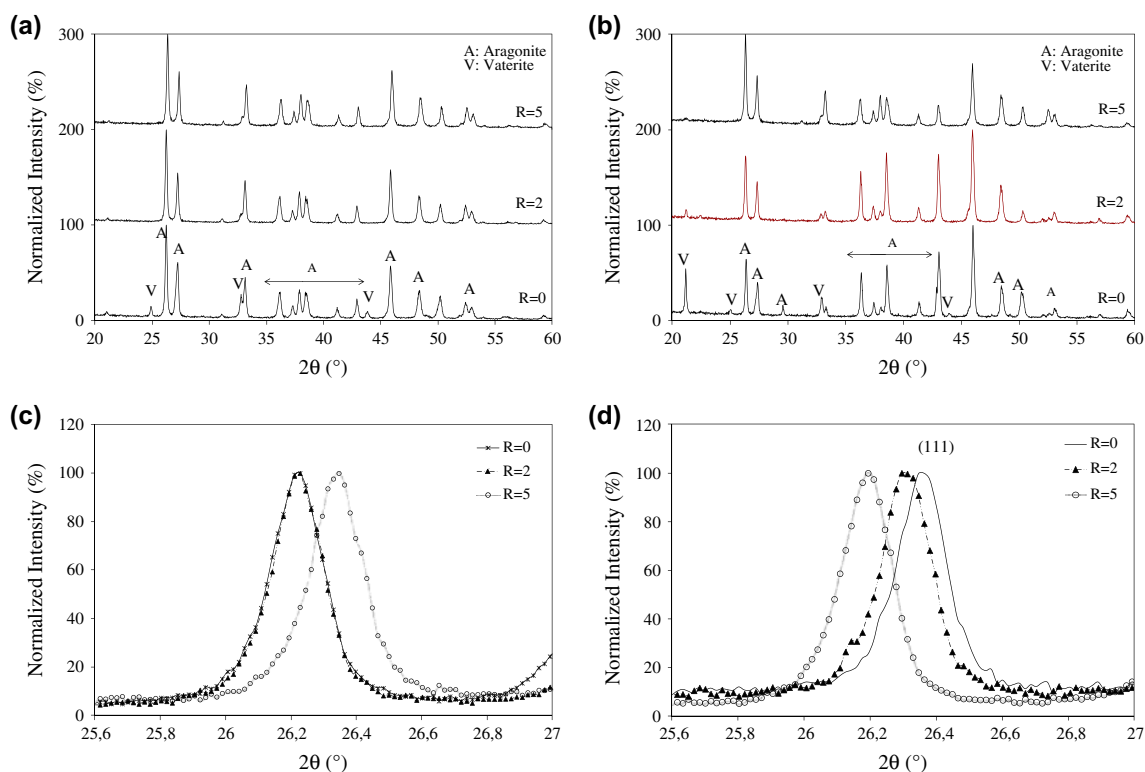 (a)
300
200
100
0
Normalized Intensity (%)
A: Aragonite
V: Vaterite
R=5
R=2
R=0
V
A
A
V
A
A
V
A
A
A
20 25 30 35 40 45 50 55 60
2θ (°)
(b)
300
200
100
0
Normalized Intensity (%)
A: Aragonite
V: Vaterite
R=5
R=2
R=0
V
V
A
A
A
V
A
V
A
A
A
20 25 30 35 40 45 50 55 60
2θ (°)
(c)
120
100
80
60
40
20
0
Normalized Intensity (%)
R=0
R=2
R=5
25,6 25,8 26 26,2 26,4 26,6 26,8 27
2θ (°)
(d)
120
100
80
60
40
20
0
Normalized Intensity (%)
(111)
R=0
R=2
R=5
25,6 25,8 26 26,2 26,4 26,6 26,8 27
2θ (°)